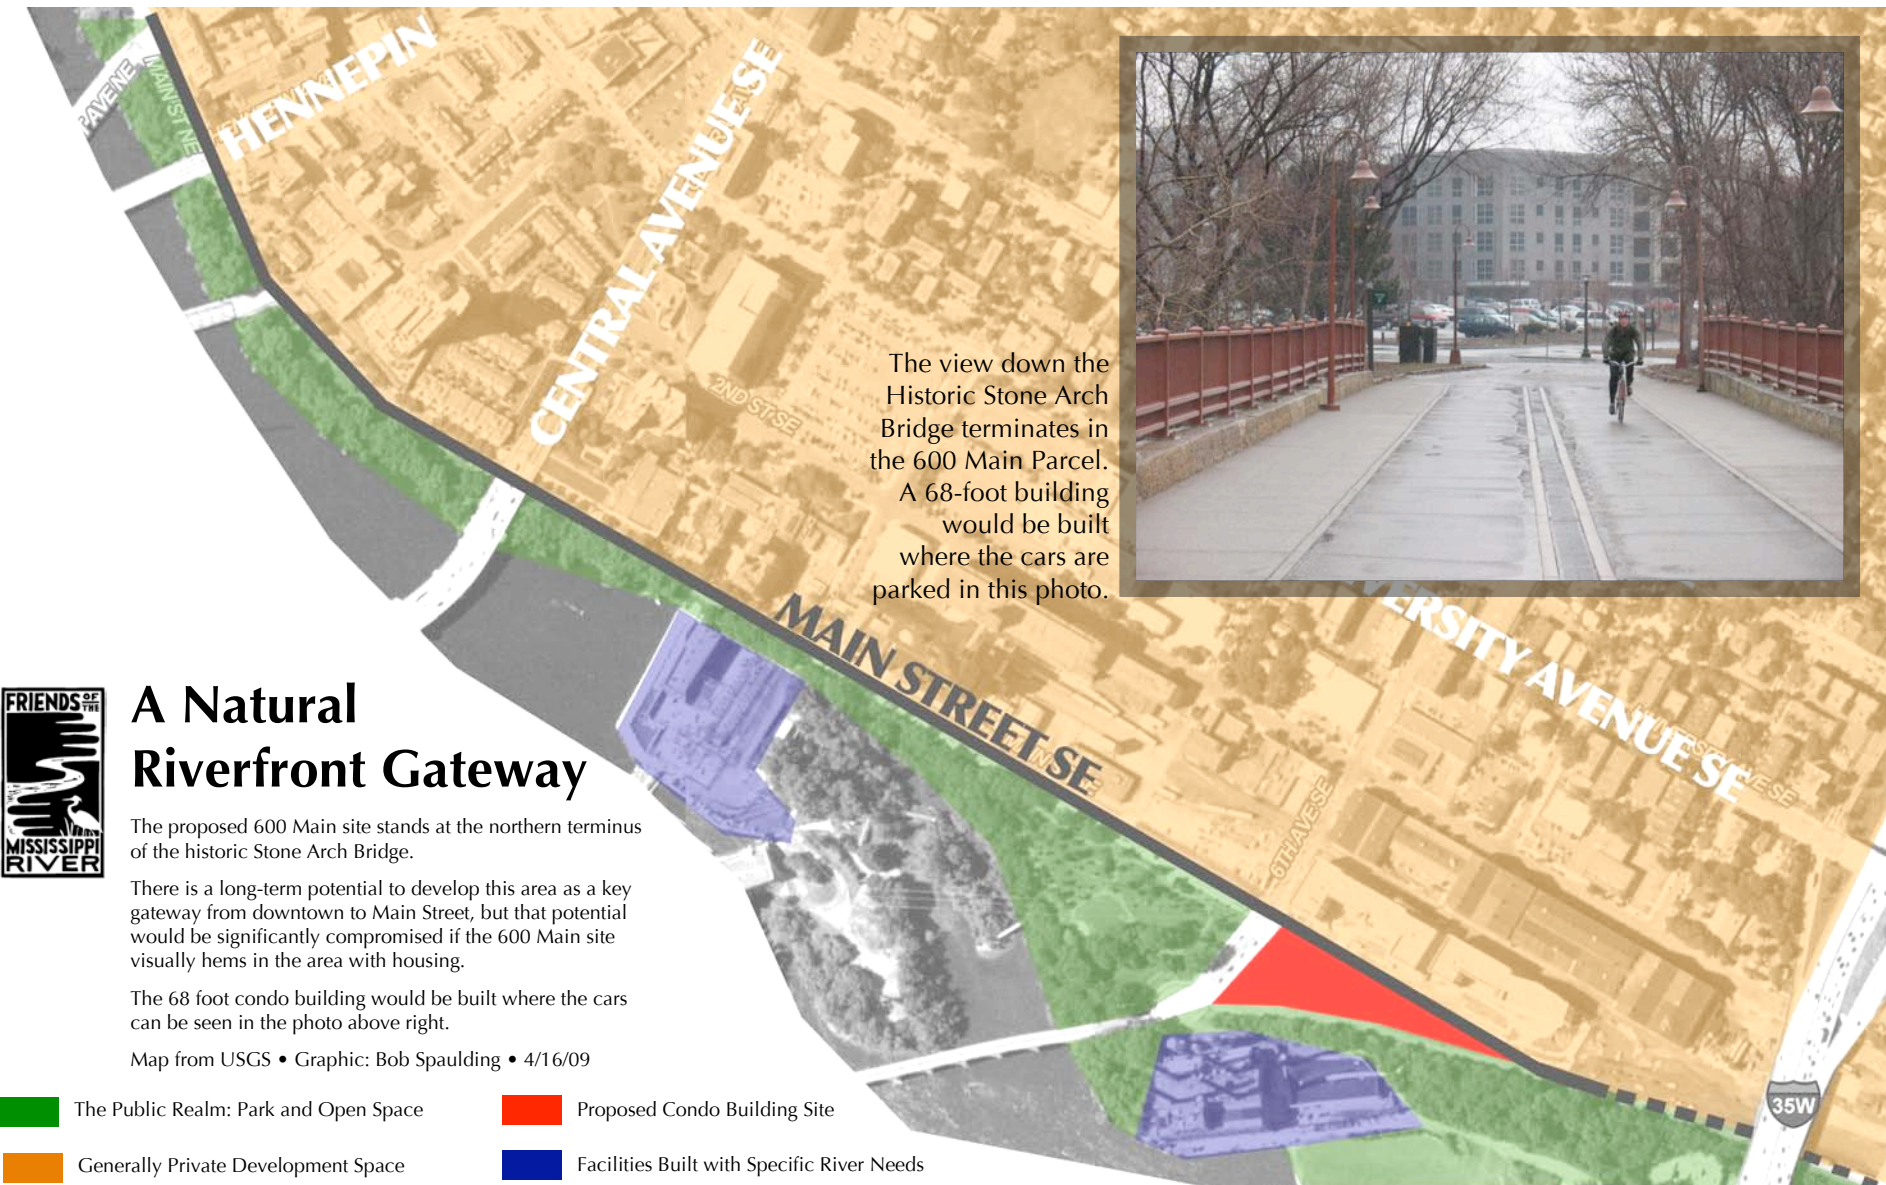 HENNEPIN
AVE NE
MAIN ST NE
CENTRAL AVENUE SE
2ND ST SE
The view down the
Historic Stone Arch
Bridge terminates in
the 600 Main Parcel.
A 68-foot building
would be built
where the cars are
parked in this photo.
MAIN STREET SE
VERSITY AVENUE SE
6TH AVE SE
FRIENDS OF THE
MISSISSIPPI
RIVER
A Natural
Riverfront Gateway
The proposed 600 Main site stands at the northern terminus
of the historic Stone Arch Bridge.
There is a long-term potential to develop this area as a key
gateway from downtown to Main Street, but that potential
would be significantly compromised if the 600 Main site
visually hems in the area with housing.
The 68 foot condo building would be built where the cars
can be seen in the photo above right.
Map from USGS • Graphic: Bob Spaulding • 4/16/09
35W
The Public Realm: Park and Open Space
Proposed Condo Building Site
Generally Private Development Space
Facilities Built with Specific River Needs